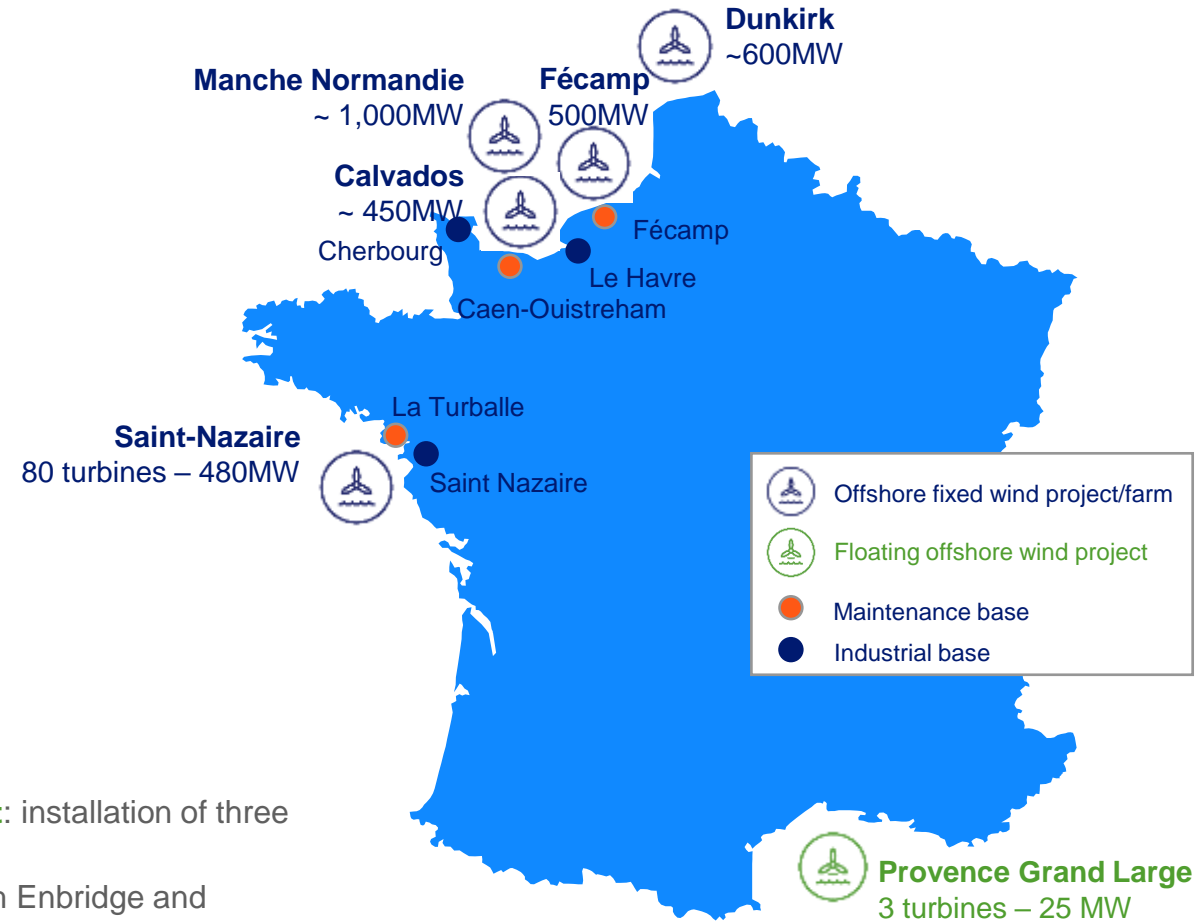 Dunkirk
~600MW
Manche Normandie
~ 1,000MW
Fécamp
500MW
Calvados
~ 450MW
Cherbourg
Fécamp
Le Havre
Caen-Ouistreham
La Turballe
Saint-Nazaire
80 turbines – 480MW
Saint Nazaire
Offshore fixed wind project/farm
Floating offshore wind project
Maintenance base
Industrial base
: installation of three
Enbridge and
Provence Grand Large
3 turbines – 25 MW